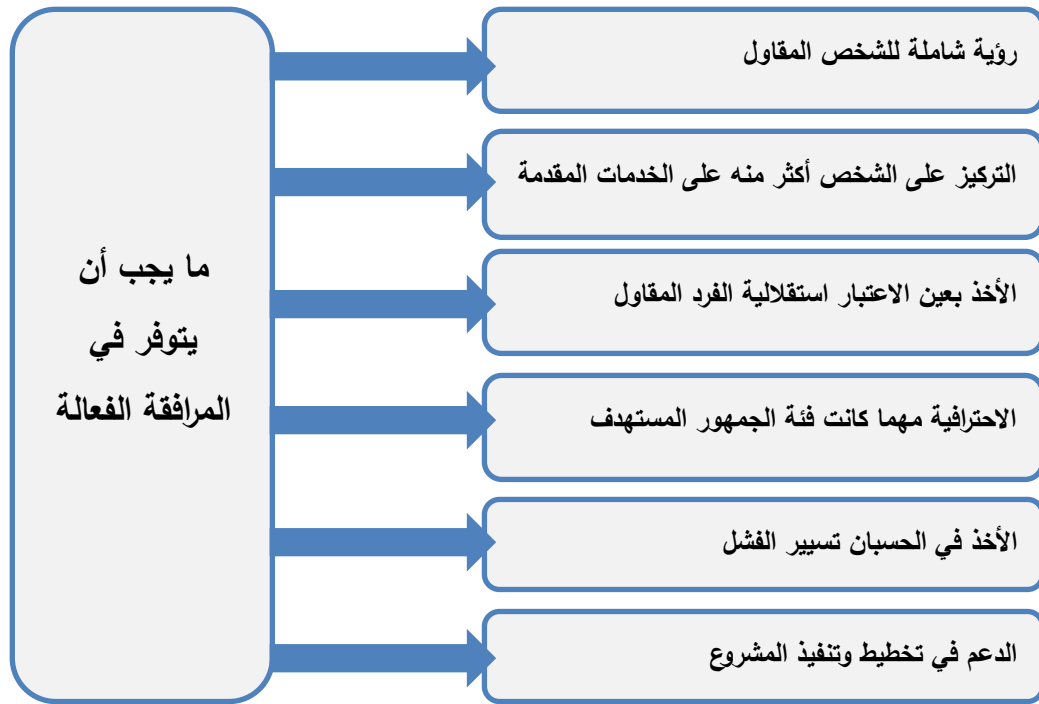 ما يجب أن
يتوفر في
المرافقة الفعالة
رؤية شاملة للشخص المقاول
التركيز على الشخص أكثر منه على الخدمات المقدمة
الأخذ بعين الاعتبار استقلالية الفرد المقاول
الاحترافية مهما كانت فئة الجمهور المستهدف
الأخذ في الحسبان تسيير الفشل
الدعم في تخطيط وتنفيذ المشروع